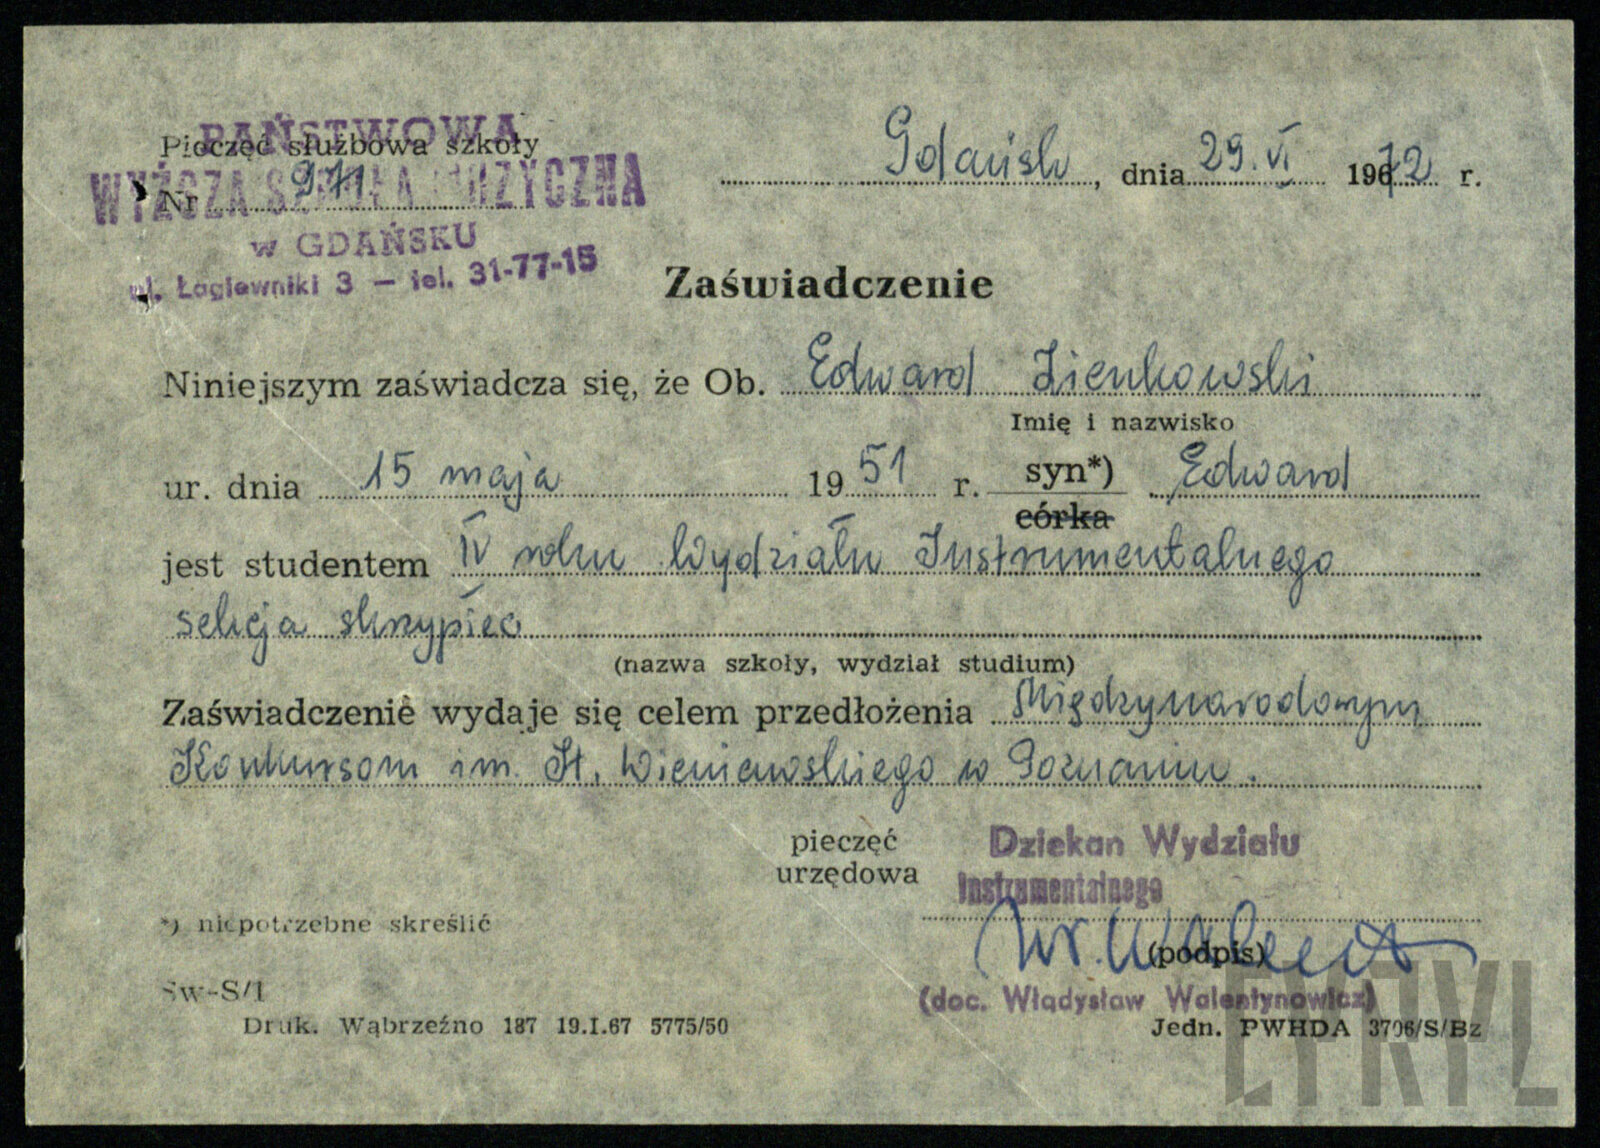 PAŃSTWOWA
Pieczęć służbowa szkoły
WYŻSZA SZKOŁA MUZYCZNA
Nr 971
w GDAŃSKU
ul. Łagiewniki 3 — tel. 31-77-15
Gdańsk, dnia 29. VI 1972 r.
Zaświadczenie
Niniejszym zaświadcza się, że Ob. Edward Zienkowski
Imię i nazwisko
ur. dnia 15 maja 1951 r. syn*) Edward
córka
jest studentem IV roku Wydziału Instrumentalnego
sekcja skrzypiec
(nazwa szkoły, wydział studium)
Zaświadczenie wydaje się celem przedłożenia Międzynarodowym
Konkursom im. H. Wieniawskiego w Poznaniu.
pieczęć
urzędowa
Dziekan Wydziału
Instrumentalnego
(podpis)
*) niepotrzebne skreślić
(doc. Władysław Walentynowicz)
Sw-S/1
Druk. Wąbrzeźno 187 19.I.67 5775/50
Jedn. PWHDA 3706/S/Bz
CYRYL